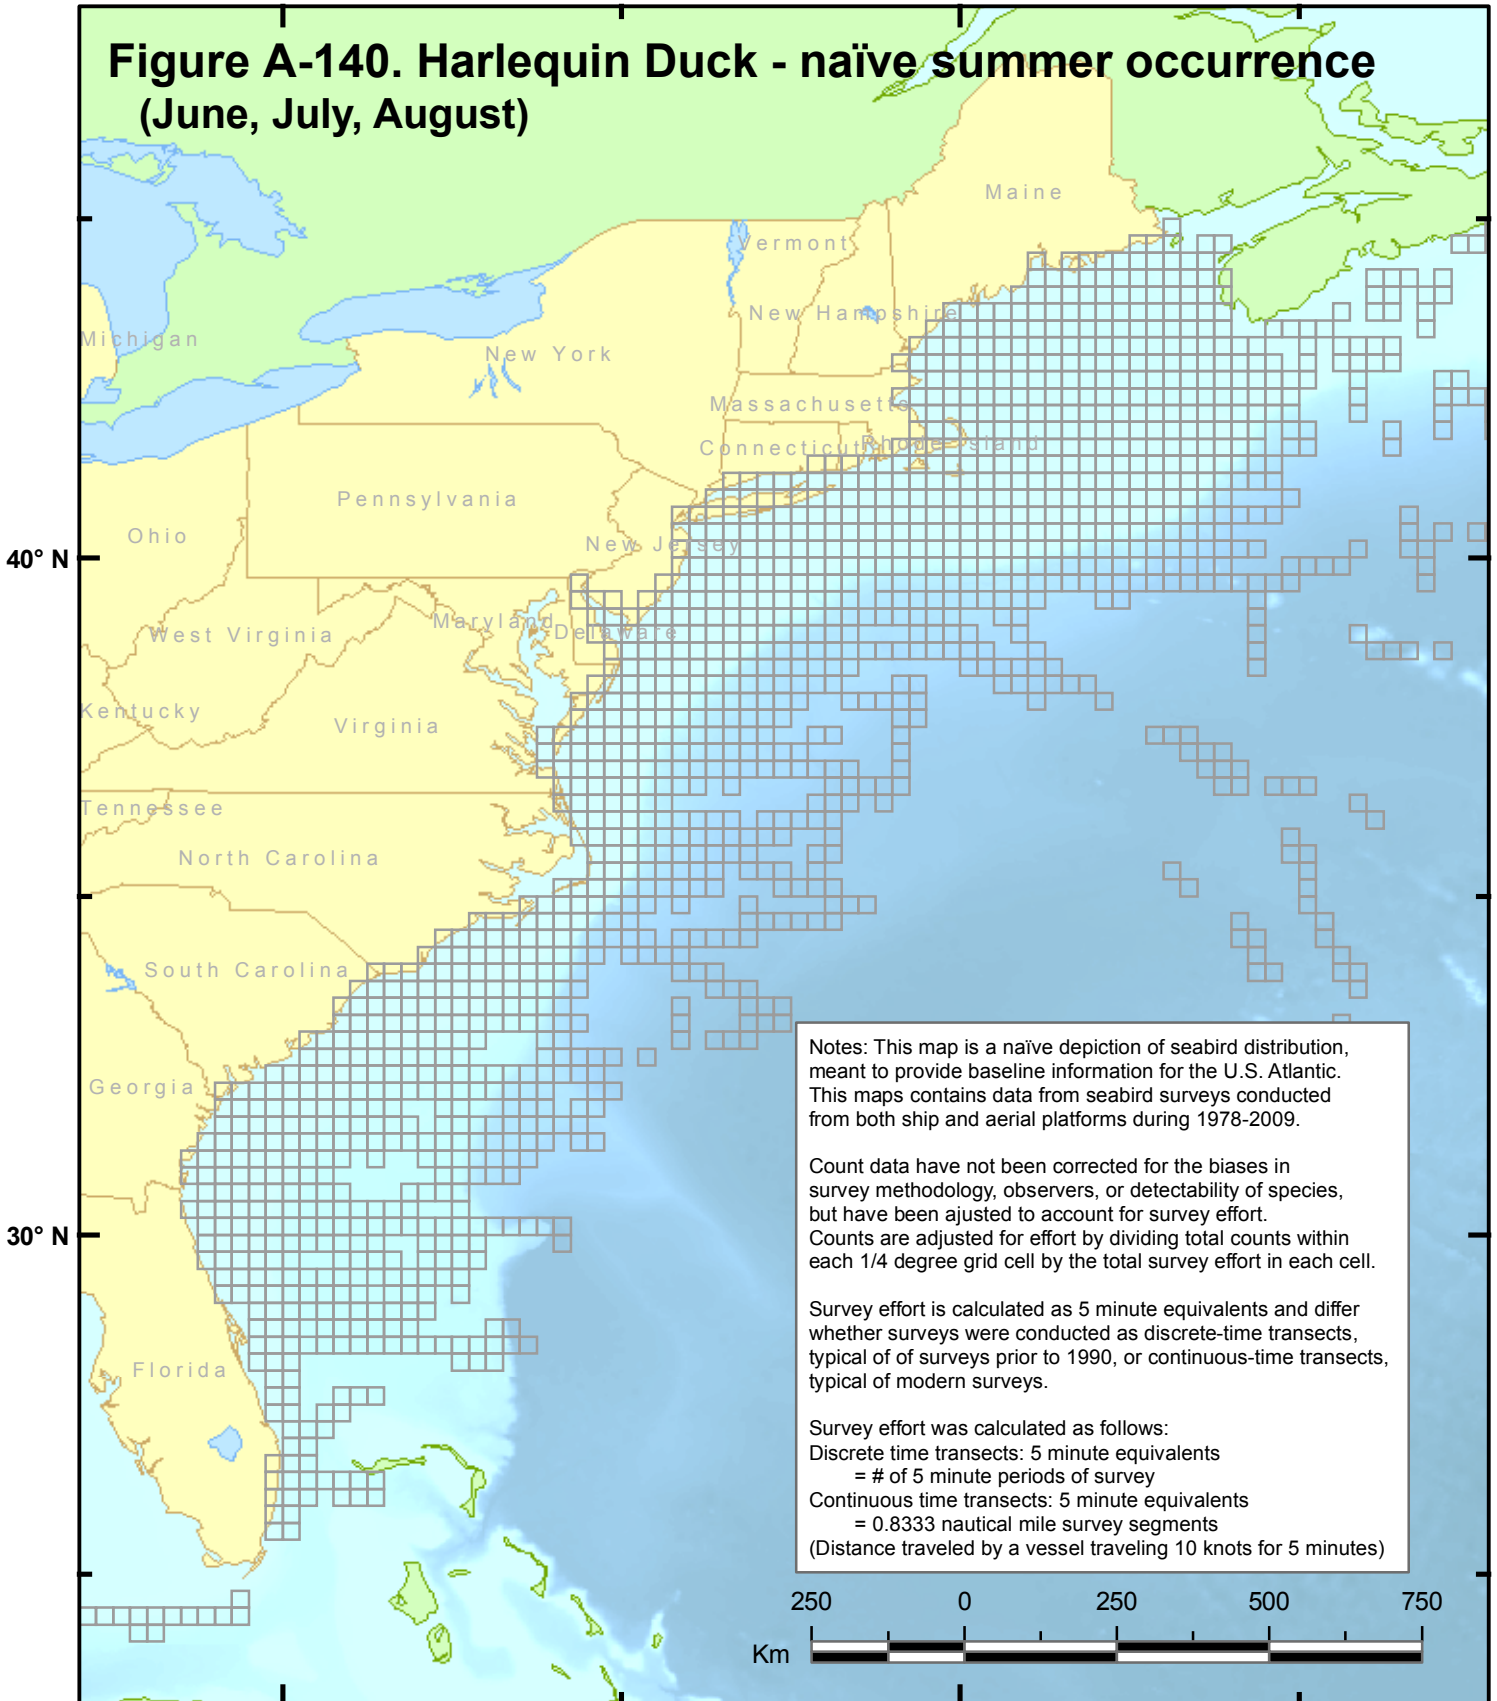 Figure A-140. Harlequin Duck - naïve summer occurrence
(June, July, August)
Maine
Vermont
New Hampshire
Michigan
New York
Massachusetts
Connecticut
Rhode Island
Pennsylvania
Ohio
New Jersey
40° N
Maryland
Delaware
West Virginia
Kentucky
Virginia
Tennessee
North Carolina
South Carolina
Georgia
30° N
Florida
Notes: This map is a naïve depiction of seabird distribution,
meant to provide baseline information for the U.S. Atlantic.
This maps contains data from seabird surveys conducted
from both ship and aerial platforms during 1978-2009.
Count data have not been corrected for the biases in
survey methodology, observers, or detectability of species,
but have been ajusted to account for survey effort.
Counts are adjusted for effort by dividing total counts within
each 1/4 degree grid cell by the total survey effort in each cell.
Survey effort is calculated as 5 minute equivalents and differ
whether surveys were conducted as discrete-time transects,
typical of of surveys prior to 1990, or continuous-time transects,
typical of modern surveys.
Survey effort was calculated as follows:
Discrete time transects: 5 minute equivalents
= # of 5 minute periods of survey
Continuous time transects: 5 minute equivalents
= 0.8333 nautical mile survey segments
(Distance traveled by a vessel traveling 10 knots for 5 minutes)
250 0 250 500 750
Km